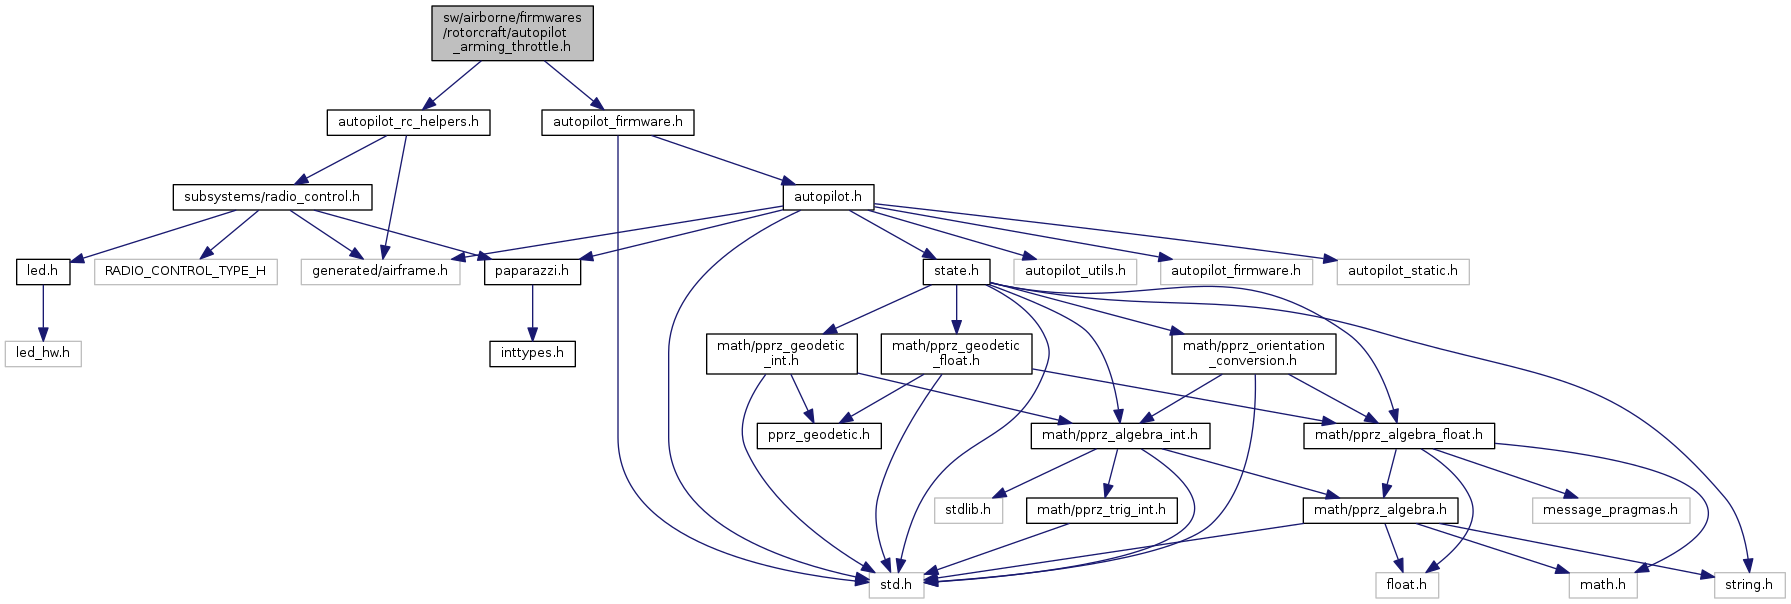 sw/airborne/firmwares
/rotorcraft/autopilot
_arming_throttle.h
autopilot_rc_helpers.h
autopilot_firmware.h
subsystems/radio_control.h
autopilot.h
led.h
RADIO_CONTROL_TYPE_H
generated/airframe.h
paparazzi.h
state.h
autopilot_utils.h
autopilot_firmware.h
autopilot_static.h
led_hw.h
inttypes.h
math/pprz_geodetic
_int.h
math/pprz_geodetic
_float.h
math/pprz_orientation
_conversion.h
pprz_geodetic.h
math/pprz_algebra_int.h
math/pprz_algebra_float.h
stdlib.h
math/pprz_trig_int.h
math/pprz_algebra.h
message_pragmas.h
std.h
float.h
math.h
string.h